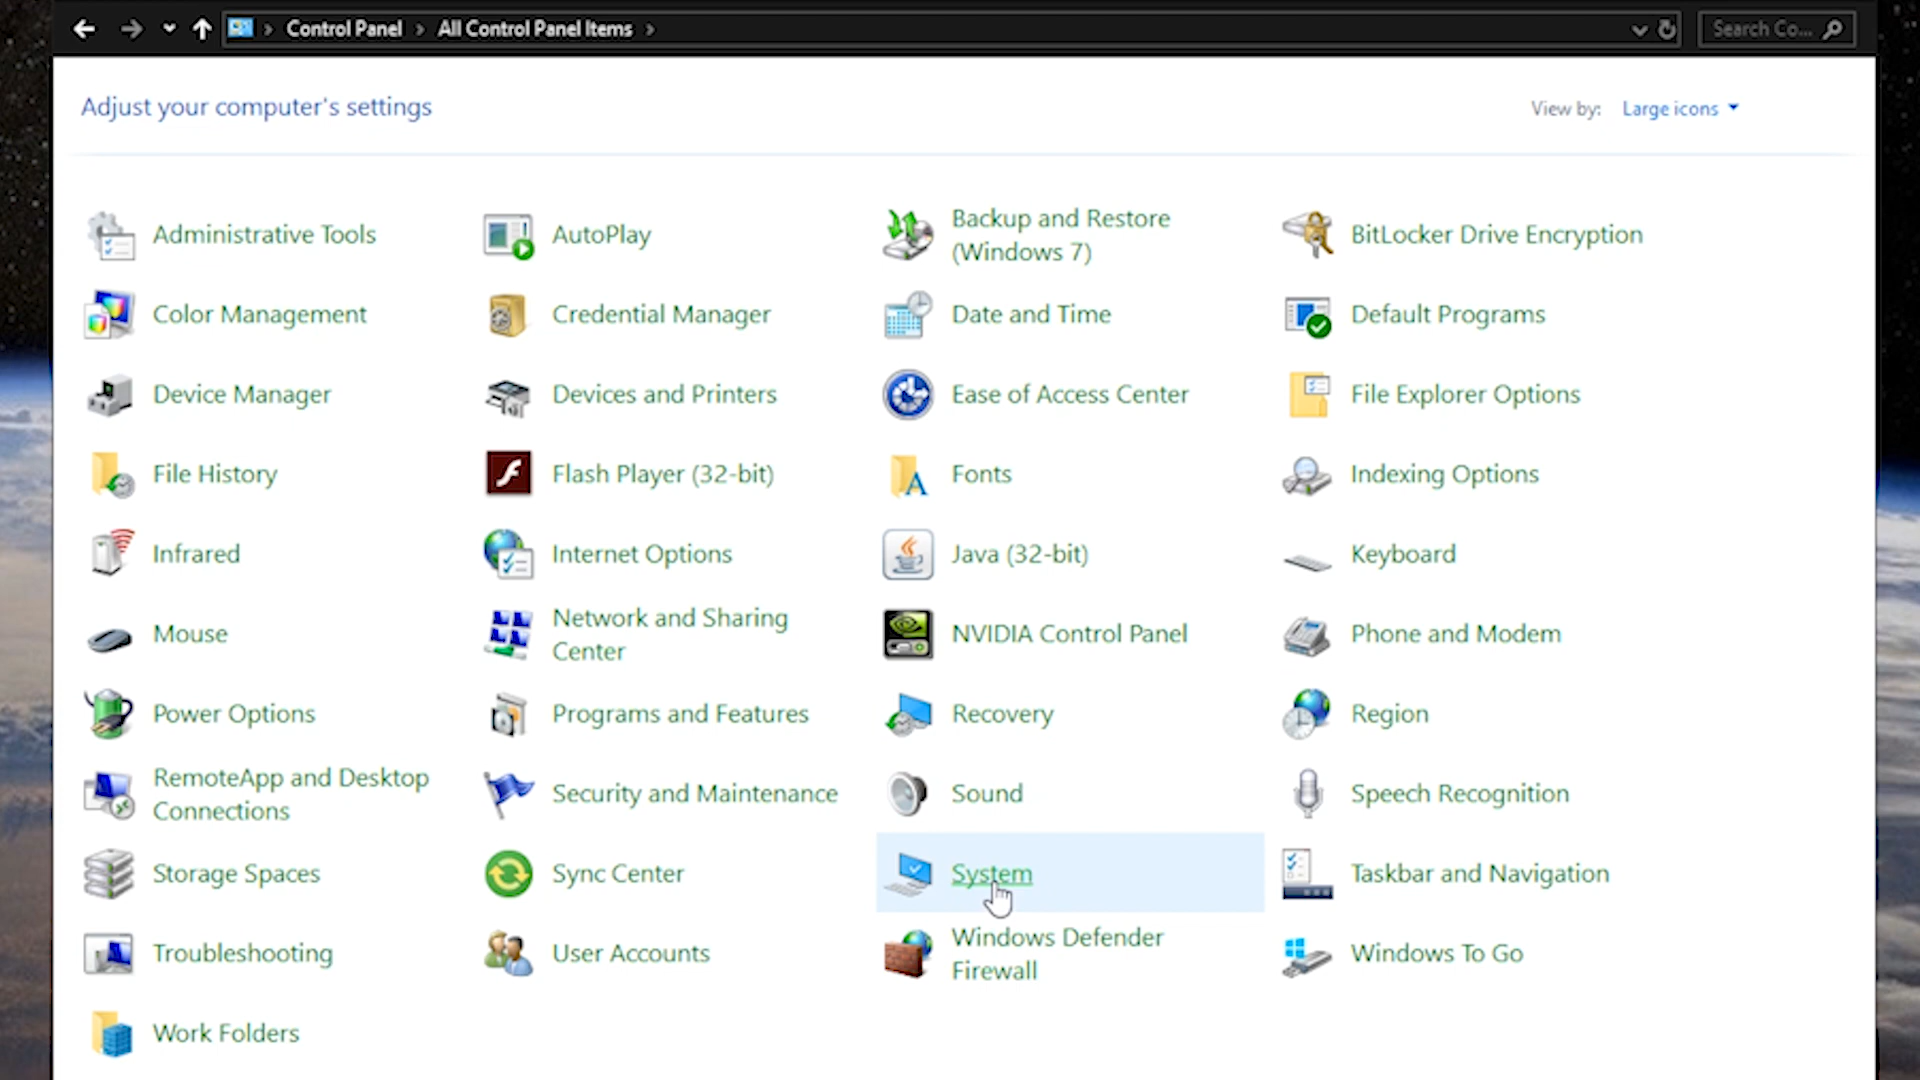 Control Panel > All Control Panel Items >
Search Co...
Adjust your computer's settings
View by: Large icons
Administrative Tools
AutoPlay
Backup and Restore
(Windows 7)
BitLocker Drive Encryption
Color Management
Credential Manager
Date and Time
Default Programs
Device Manager
Devices and Printers
Ease of Access Center
File Explorer Options
File History
Flash Player (32-bit)
Fonts
Indexing Options
Infrared
Internet Options
Java (32-bit)
Keyboard
Mouse
Network and Sharing
Center
NVIDIA Control Panel
Phone and Modem
Power Options
Programs and Features
Recovery
Region
RemoteApp and Desktop
Connections
Security and Maintenance
Sound
Speech Recognition
Storage Spaces
Sync Center
System
Taskbar and Navigation
Troubleshooting
User Accounts
Windows Defender
Firewall
Windows To Go
Work Folders